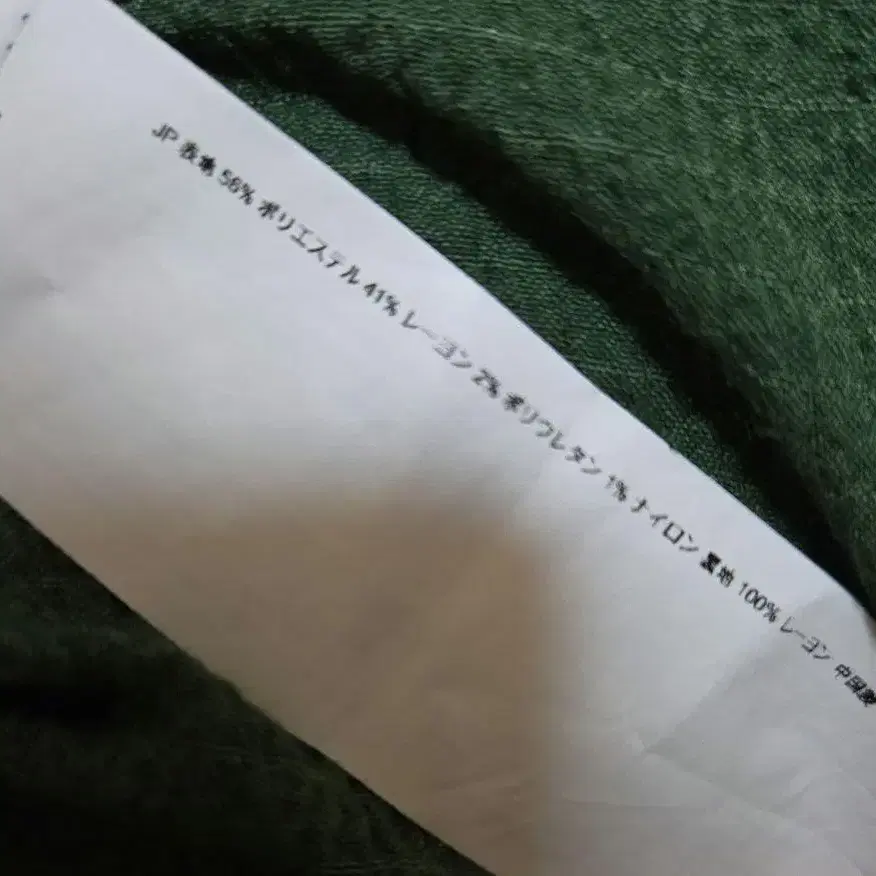 JP 表地 56% ポリエステル 41% レーヨン 2% ポリウレタン 1% ナイロン 裏地 100% レーヨン 中国製